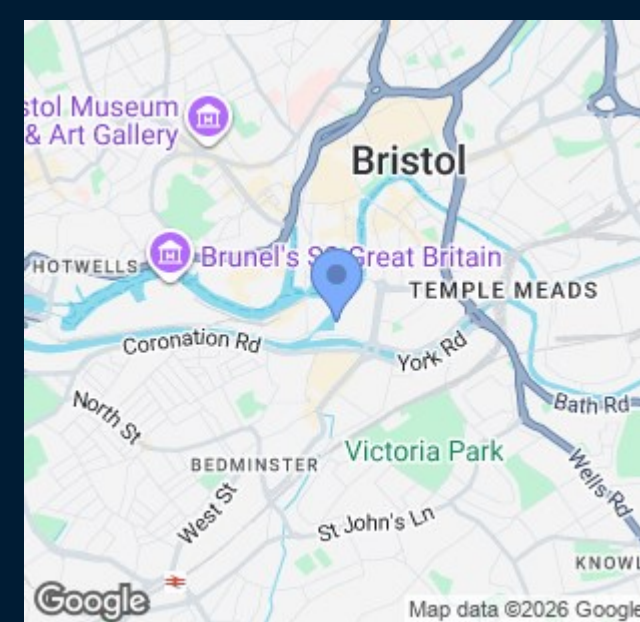 stol Museum
& Art Gallery
Bristol
HOTWELLS
Brunel's SS Great Britain
TEMPLE MEADS
Coronation Rd
York Rd
Bath Rd
North St
Victoria Park
BEDMINSTER
Wells Rd
West St
St John's Ln
KNOWL
Google
Map data ©2026 Google